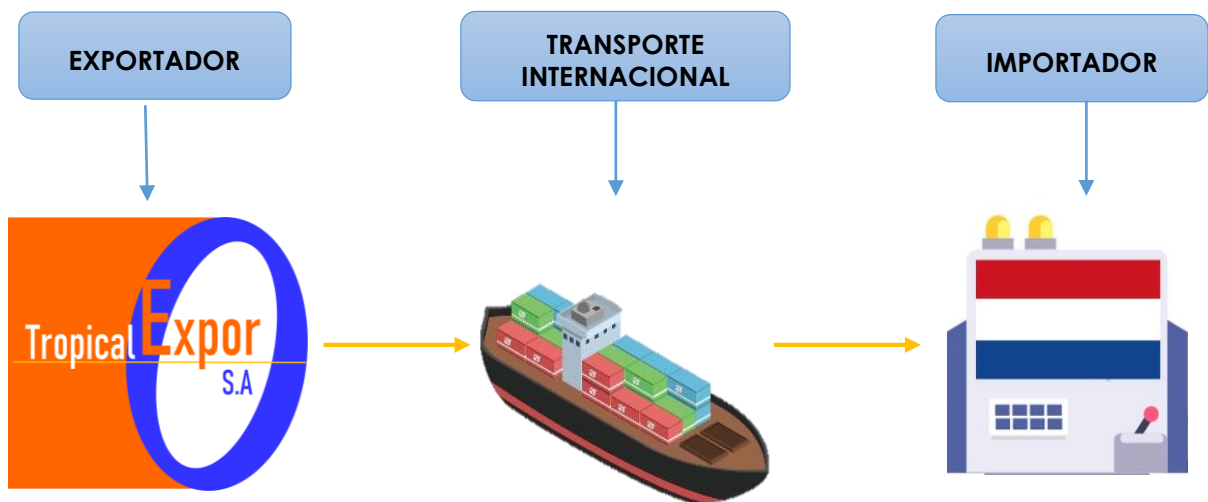 EXPORTADOR
TRANSPORTE
INTERNACIONAL
IMPORTADOR
Tropical Expor
S.A